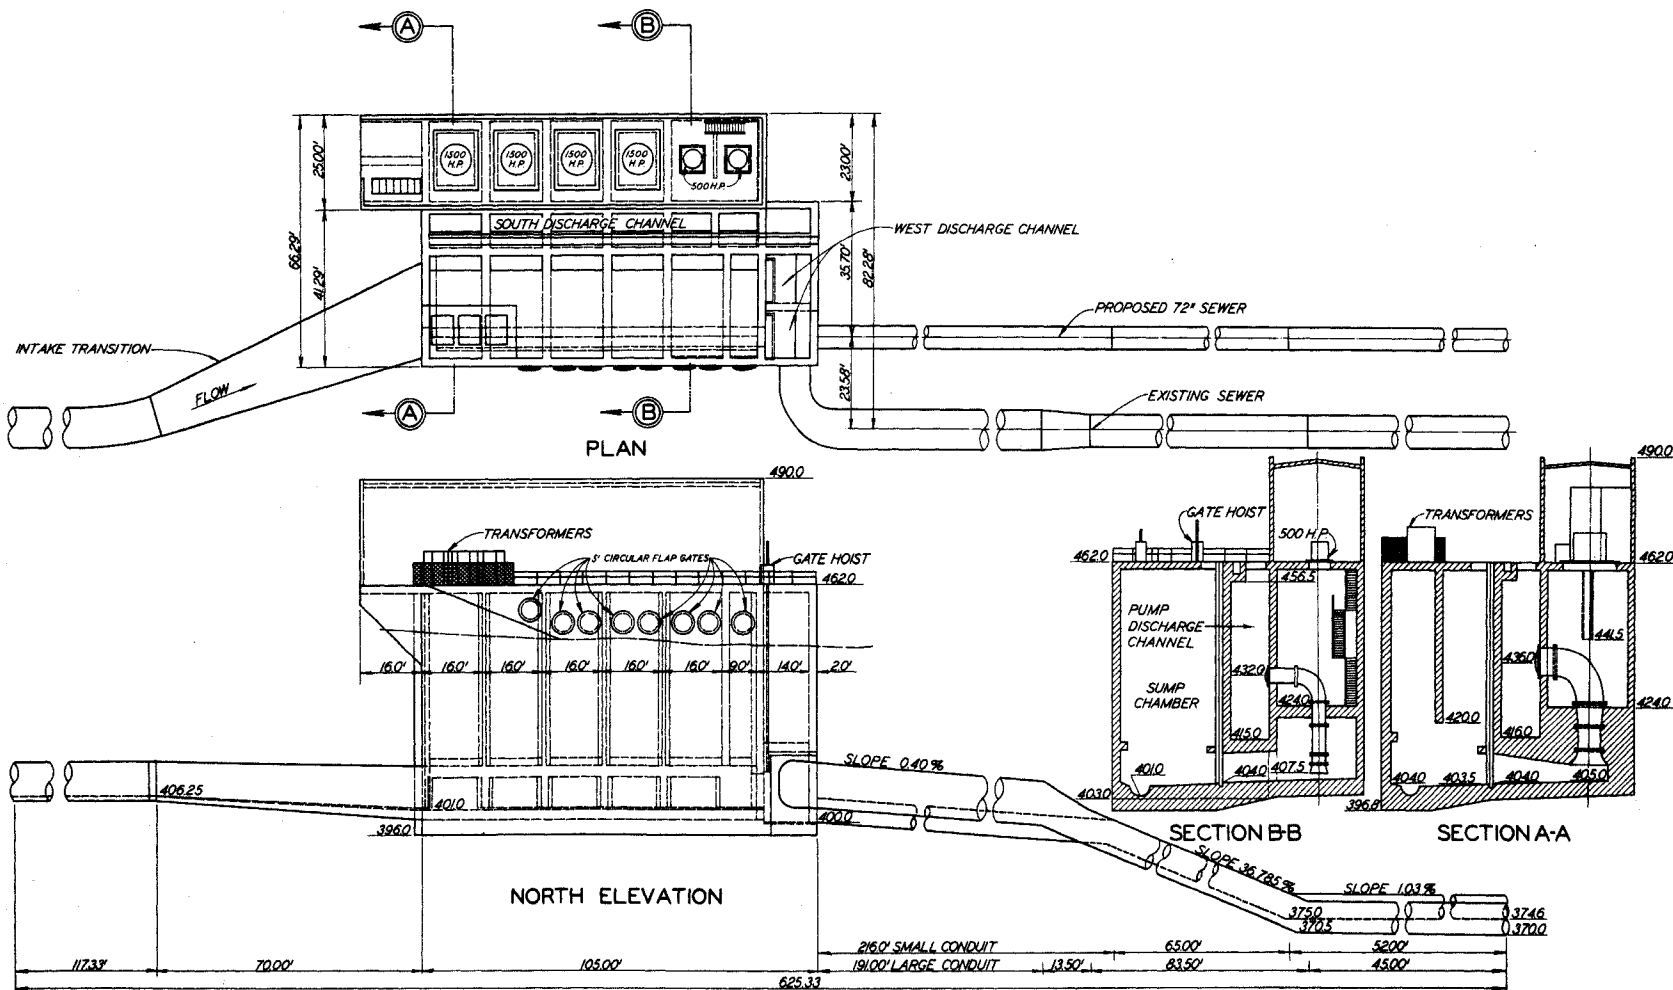 A
B
25.00'
66.29'
41.29'
1500
H.P.
1500
H.P.
1500
H.P.
1500
H.P.
500 H.P.
23.00'
35.70'
82.28'
23.58'
SOUTH DISCHARGE CHANNEL
WEST DISCHARGE CHANNEL
PROPOSED 72" SEWER
INTAKE TRANSITION
FLOW
EXISTING SEWER
A
B
PLAN
490.0
TRANSFORMERS
5' CIRCULAR FLAP GATES
GATE HOIST
462.0
16.0'
16.0'
16.0'
16.0'
16.0'
16.0'
9.0'
14.0'
2.0'
406.25
401.0
396.0
400.0
NORTH ELEVATION
SLOPE 0.40 %
SLOPE 36.785 %
SLOPE 1.03 %
375.0
370.5
374.6
370.0
GATE HOIST
500 H.P.
462.0
456.5
PUMP
DISCHARGE
CHANNEL
432.0
SUMP
CHAMBER
424.0
415.0
401.0
404.0
407.5
403.0
SECTION B-B
490.0
TRANSFORMERS
462.0
441.5
436.0
424.0
420.0
416.0
404.0
403.5
404.0
405.0
396.8
SECTION A-A
216.0' SMALL CONDUIT
65.00'
52.00'
117.33'
70.00'
105.00'
191.00' LARGE CONDUIT
13.50'
83.50'
45.00'
625.33